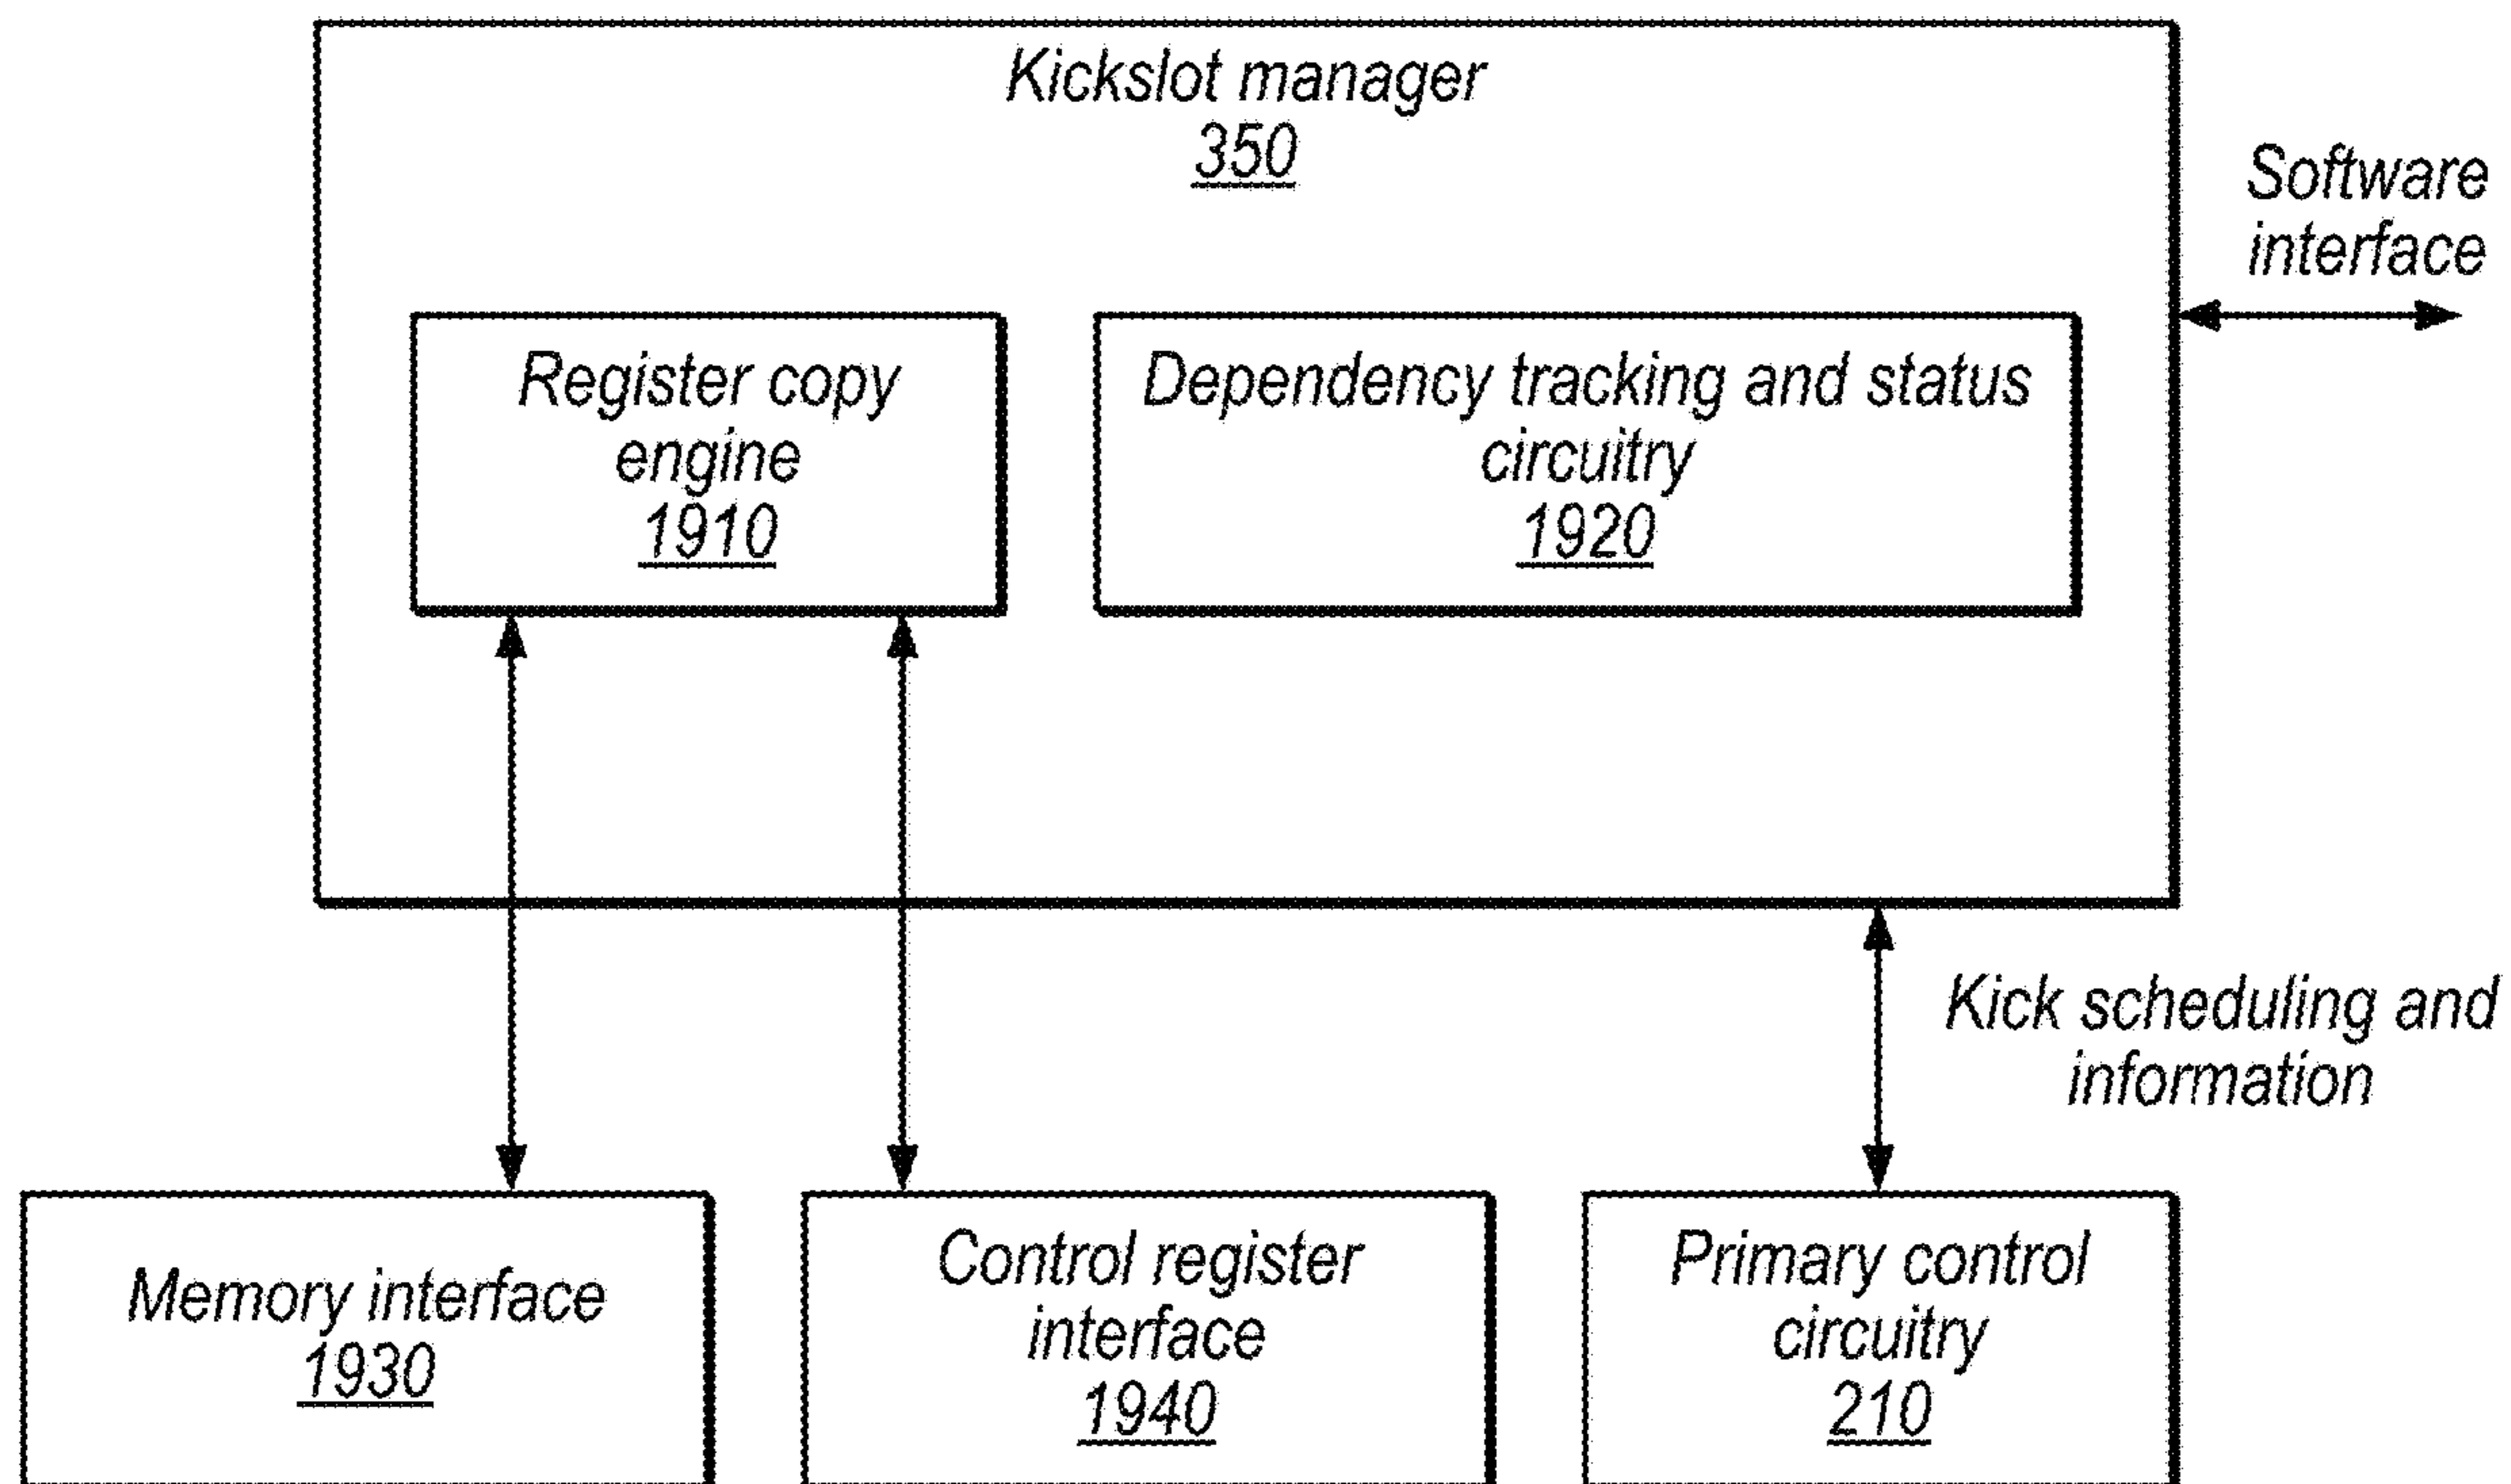 Kickslot manager
350
Software
interface
Register copy
engine
1910
Dependency tracking and status
circuitry
1920
Kick scheduling and
information
Memory interface
1930
Control register
interface
1940
Primary control
circuitry
210